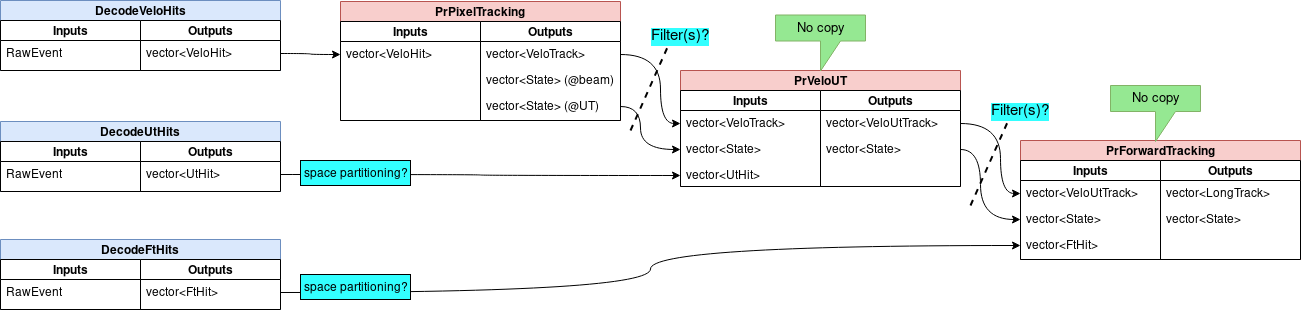 DecodeVeloHits
Inputs Outputs
RawEvent vector<VeloHit>
PrPixelTracking
Inputs Outputs
vector<VeloHit> vector<VeloTrack>
vector<State> (@beam)
vector<State> (@UT)
Filter(s)?
No copy
PrVeloUT
Inputs Outputs
vector<VeloTrack> vector<VeloUtTrack>
vector<State> vector<State>
vector<UtHit>
Filter(s)?
No copy
PrForwardTracking
Inputs Outputs
vector<VeloUtTrack> vector<LongTrack>
vector<State> vector<State>
vector<FtHit>
DecodeUtHits
Inputs Outputs
RawEvent vector<UtHit>
space partitioning?
DecodeFtHits
Inputs Outputs
RawEvent vector<FtHit>
space partitioning?